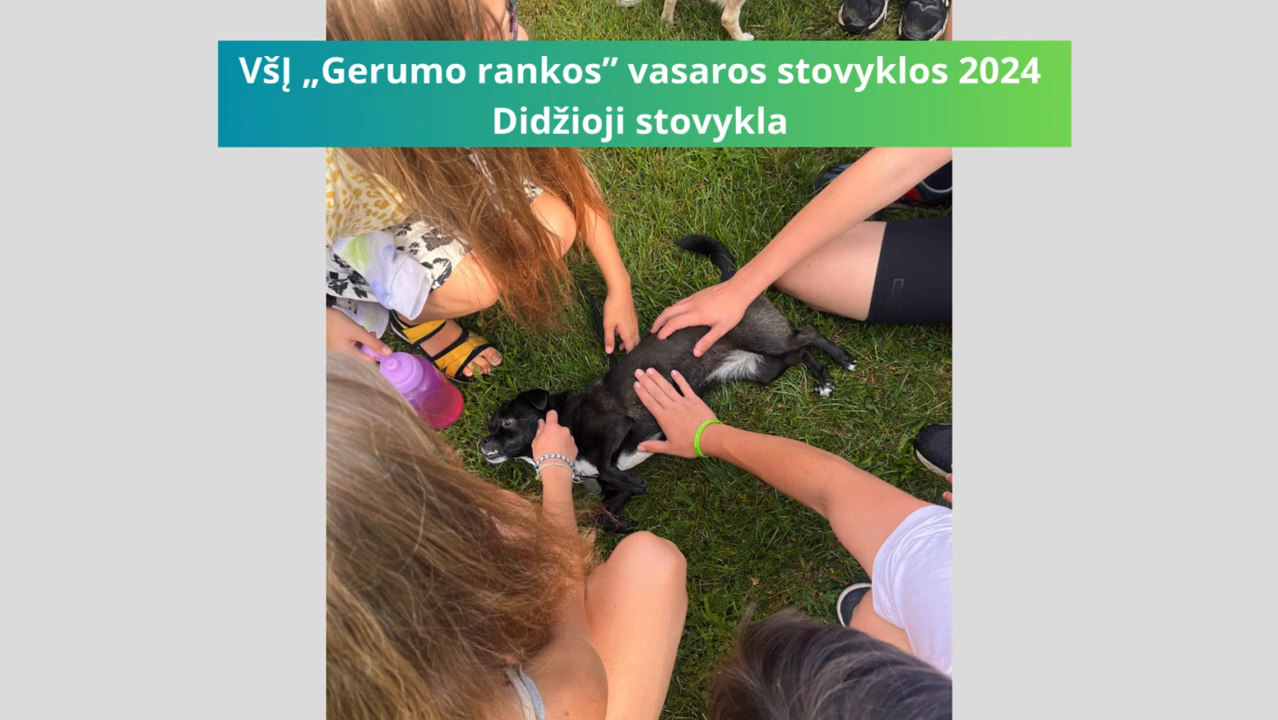 VšĮ „Gerumo rankos” vasaros stovyklos 2024
Didžioji stovykla